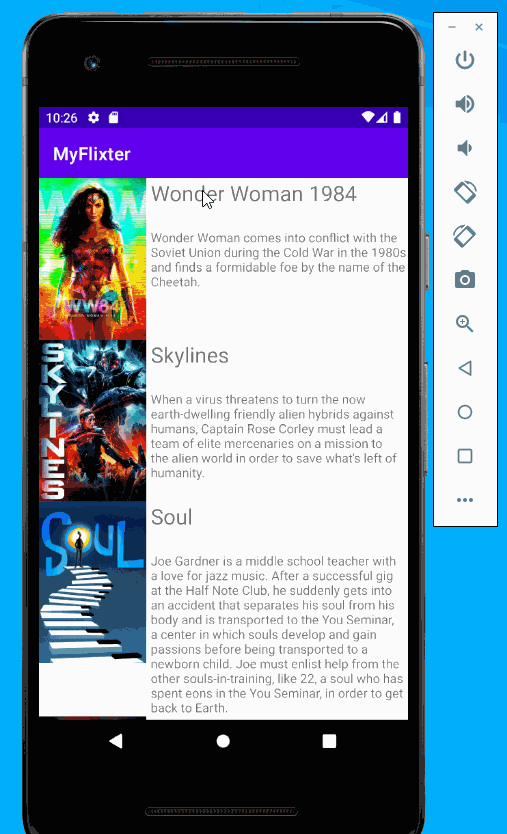 10:26
MyFlixter
Wonder Woman 1984
Wonder Woman comes into conflict with the
Soviet Union during the Cold War in the 1980s
and finds a formidable foe by the name of the
Cheetah.
WW84
Skylines
When a virus threatens to turn the now
earth-dwelling friendly alien hybrids against
humans, Captain Rose Corley must lead a
team of elite mercenaries on a mission to
the alien world in order to save what's left of
humanity.
SKYLINES
Soul
Joe Gardner is a middle school teacher with
a love for jazz music. After a successful gig
at the Half Note Club, he suddenly gets into
an accident that separates his soul from his
body and is transported to the You Seminar,
a center in which souls develop and gain
passions before being transported to a
newborn child. Joe must enlist help from the
other souls-in-training, like 22, a soul who has
spent eons in the You Seminar, in order to get
back to Earth.
SOUL